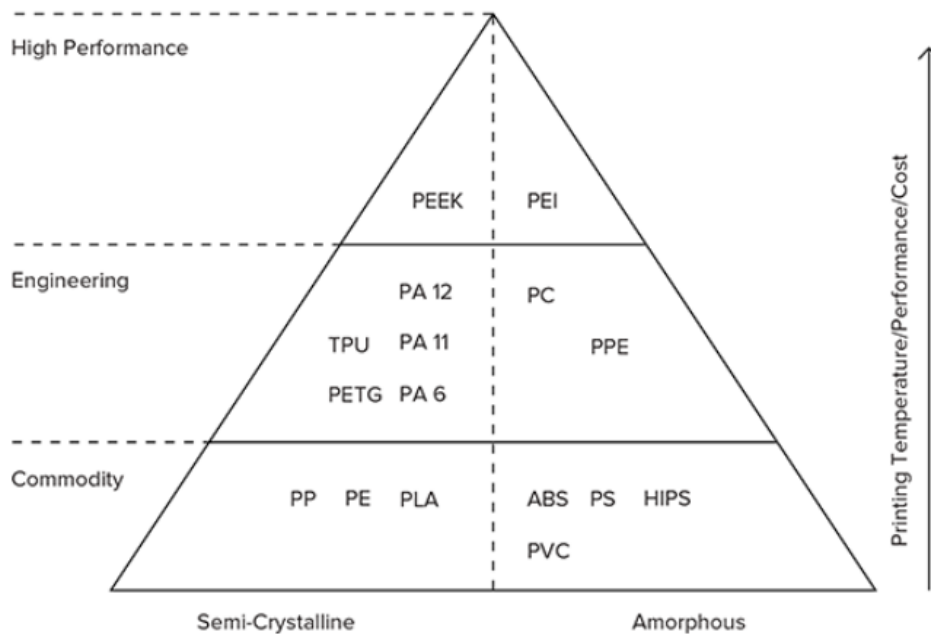 High Performance
PEEK PEI
Engineering
PA 12 PC
TPU PA 11 PPE
PETG PA 6
Commodity
PP PE PLA ABS PS HIPS
PVC
Semi-Crystalline Amorphous
Printing Temperature/Performance/Cost